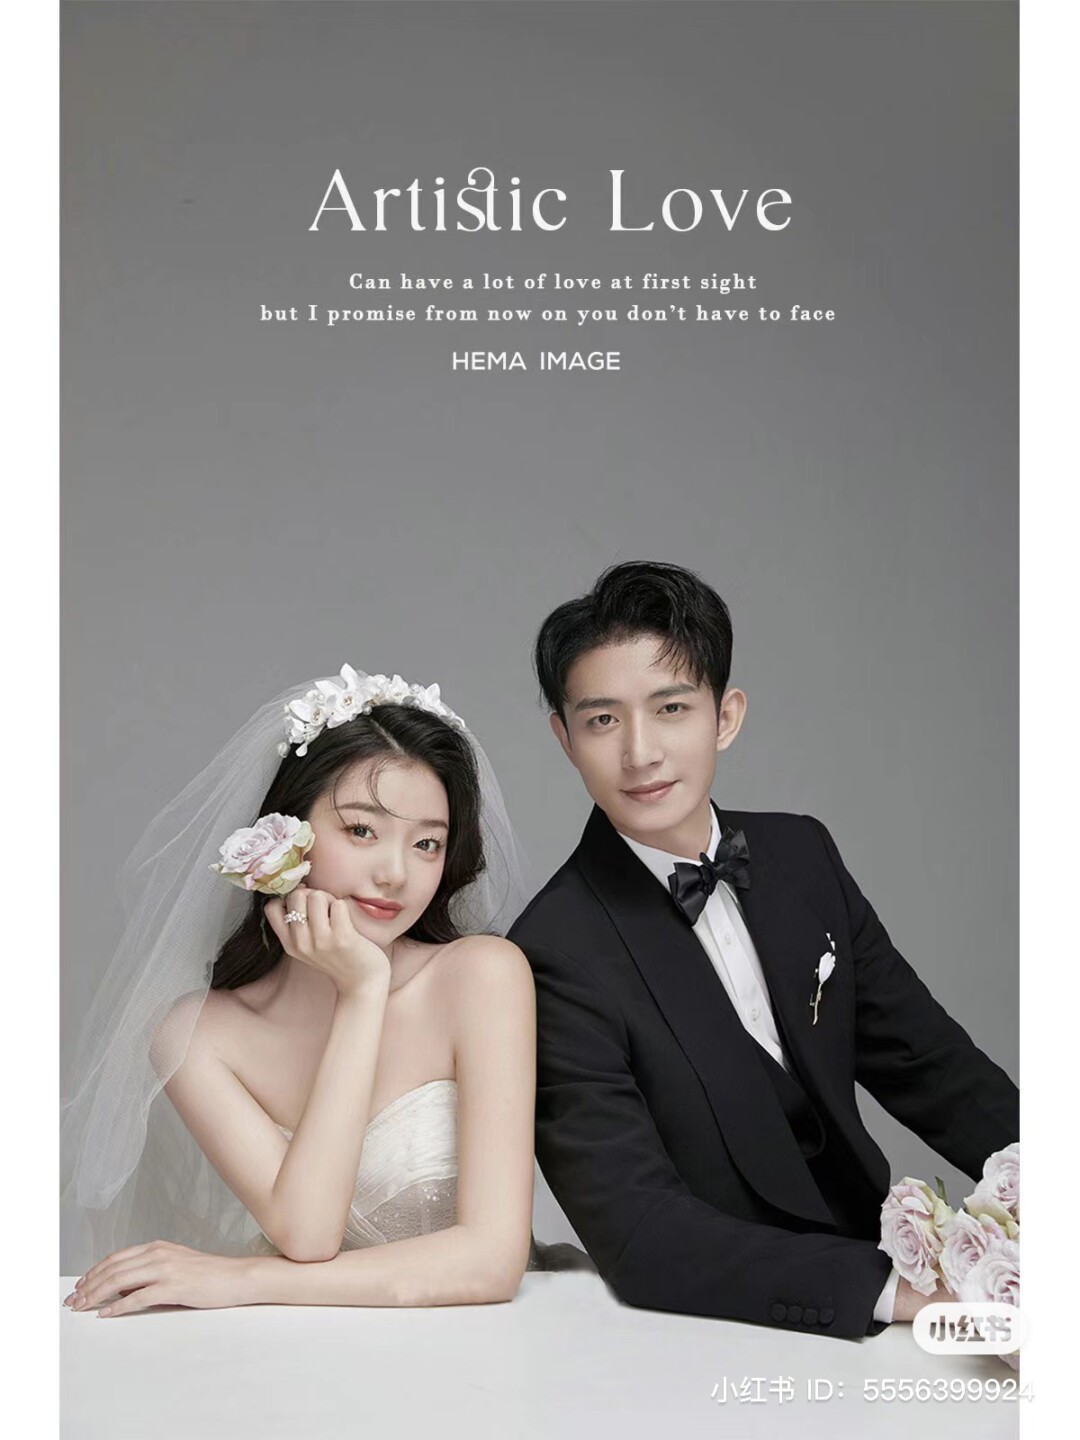 Artistic Love
Can have a lot of love at first sight
but I promise from now on you don't have to face
HEMA IMAGE
小红书
小红书 ID: 5556399924